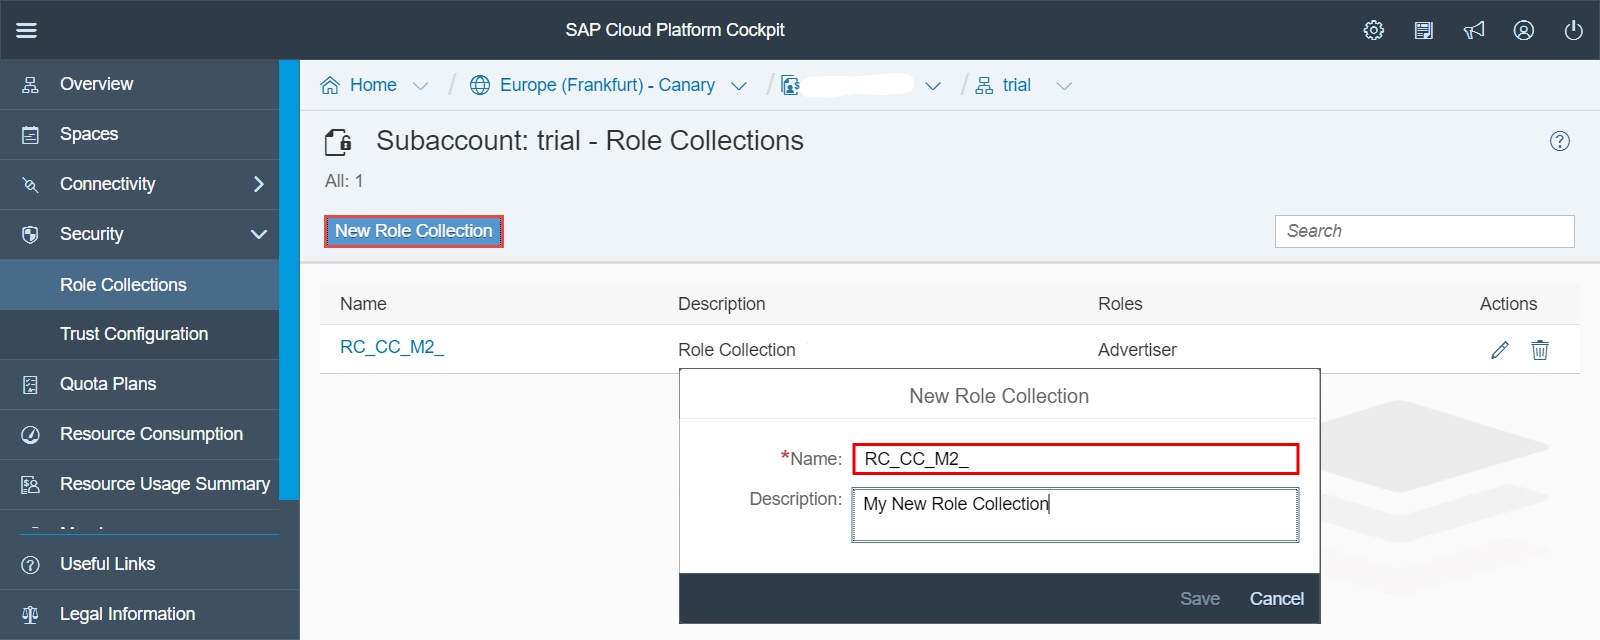 SAP Cloud Platform Cockpit
Overview
Spaces
Connectivity
Security
Role Collections
Trust Configuration
Quota Plans
Resource Consumption
Resource Usage Summary
Useful Links
Legal Information
Home / Europe (Frankfurt) - Canary / / trial
Subaccount: trial - Role Collections
All: 1
New Role Collection
Search
Name Description Roles Actions
RC_CC_M2_ Role Collection Advertiser
New Role Collection
*Name: RC_CC_M2_
Description: My New Role Collection
Save Cancel